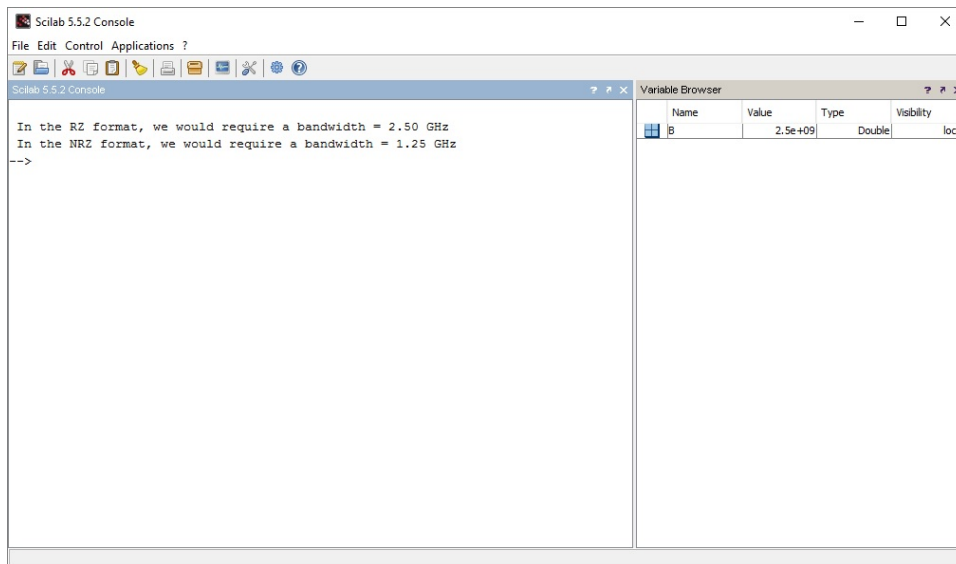 Scilab 5.5.2 Console
File Edit Control Applications ?
Scilab 5.5.2 Console
In the RZ format, we would require a bandwidth = 2.50 GHz
In the NRZ format, we would require a bandwidth = 1.25 GHz
-->
Variable Browser
Name Value Type Visibility
B 2.5e+09 Double loc